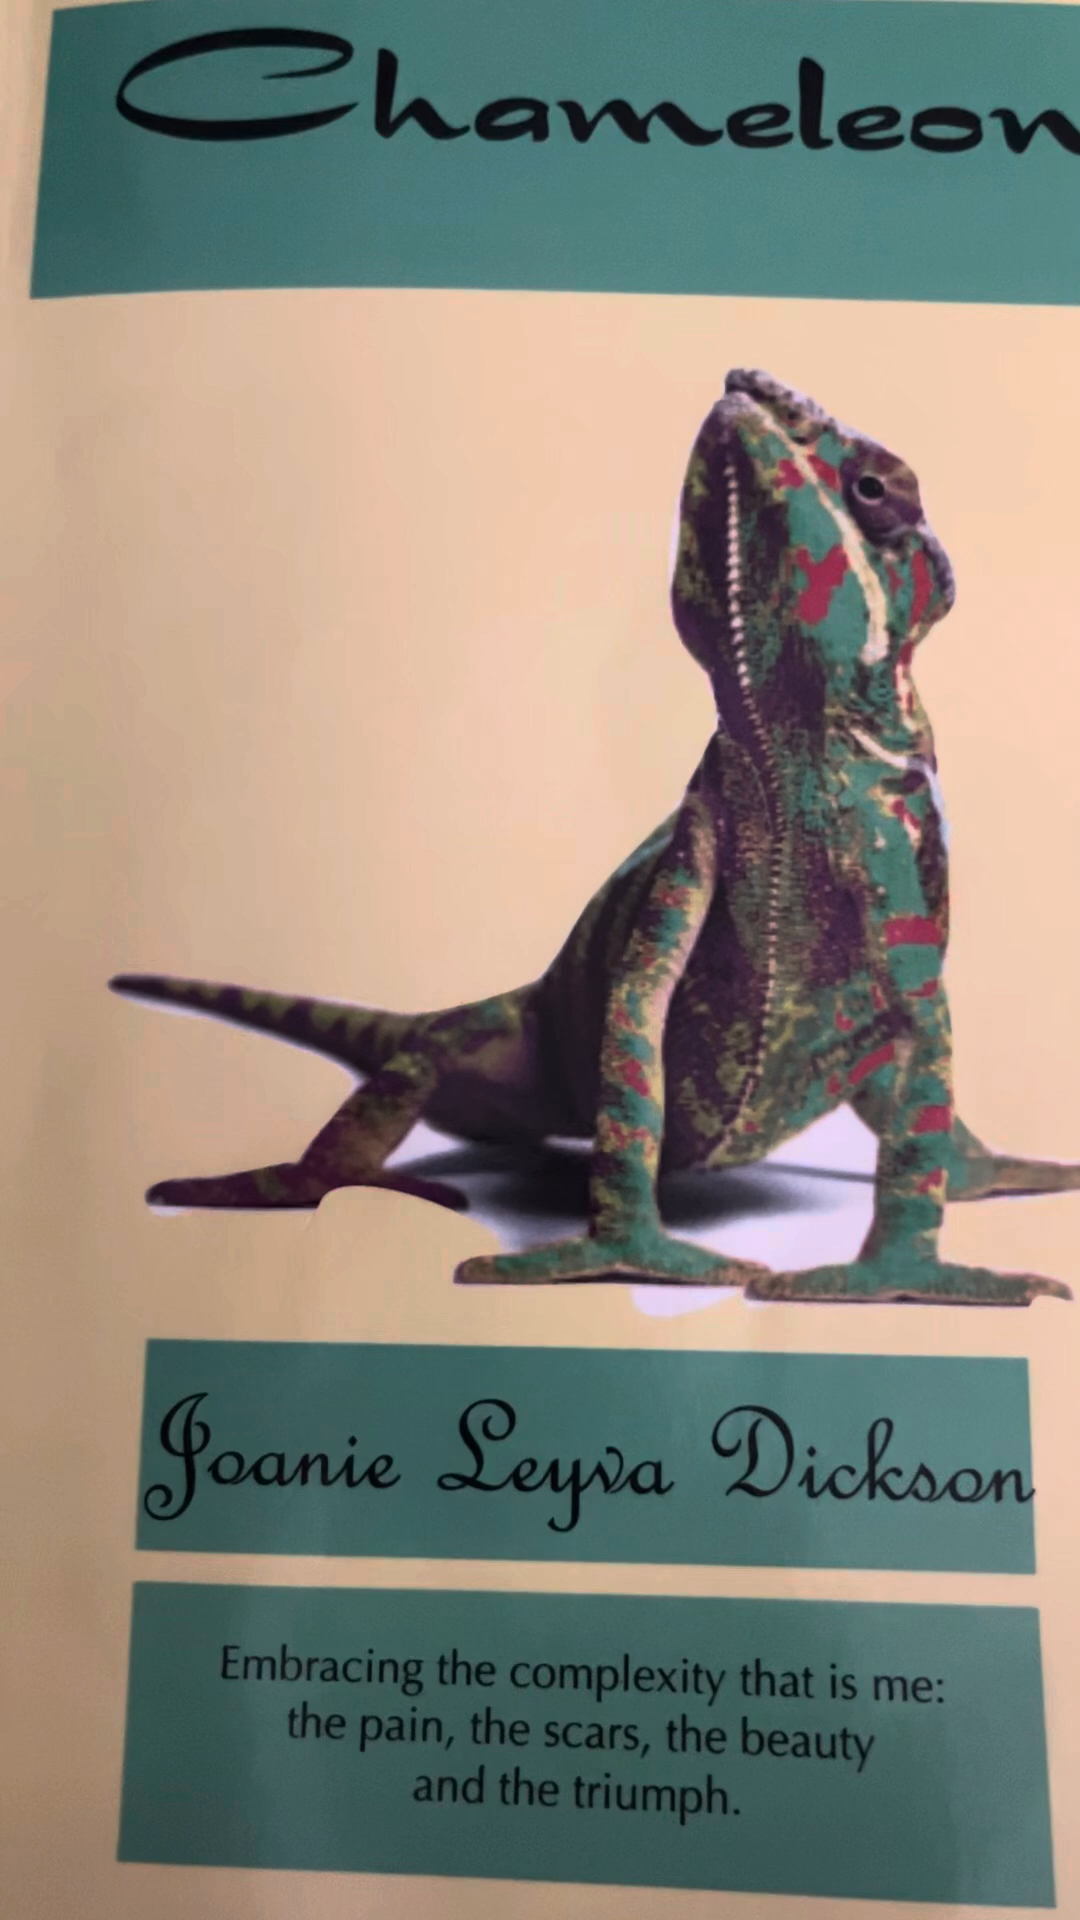 Chameleon
Joanie Leyva Dickson
Embracing the complexity that is me:
the pain, the scars, the beauty
and the triumph.